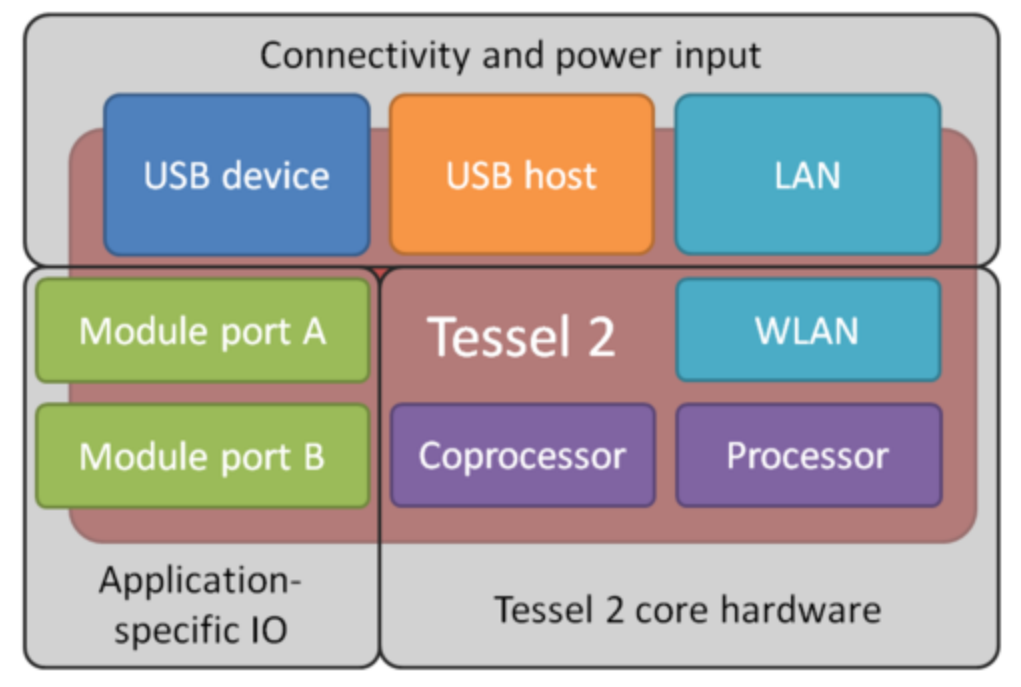 Connectivity and power input
USB device
USB host
LAN
Module port A
Tessel 2
WLAN
Module port B
Coprocessor
Processor
Application-
specific IO
Tessel 2 core hardware